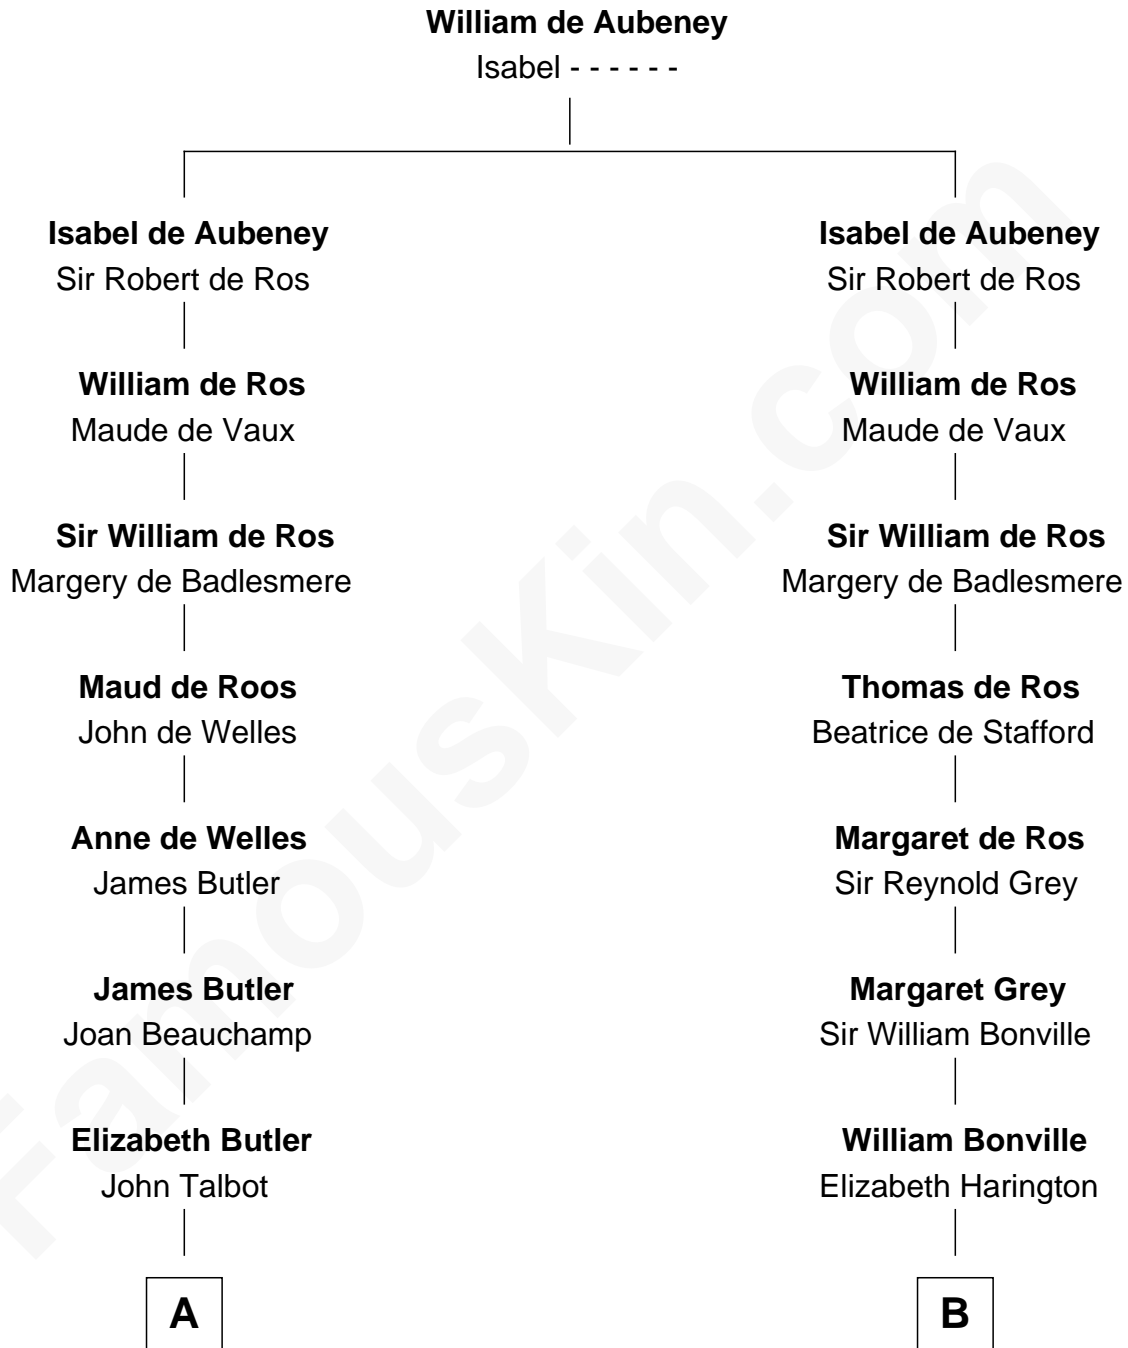 William de Aubeney
Isabel - - - - - -
Isabel de Aubeney
Sir Robert de Ros
William de Ros
Maude de Vaux
Sir William de Ros
Margery de Badlesmere
Maud de Roos
John de Welles
Anne de Welles
James Butler
James Butler
Joan Beauchamp
Elizabeth Butler
John Talbot
A
Isabel de Aubeney
Sir Robert de Ros
William de Ros
Maude de Vaux
Sir William de Ros
Margery de Badlesmere
Thomas de Ros
Beatrice de Stafford
Margaret de Ros
Sir Reynold Grey
Margaret Grey
Sir William Bonville
William Bonville
Elizabeth Harington
B
FamousKin.com